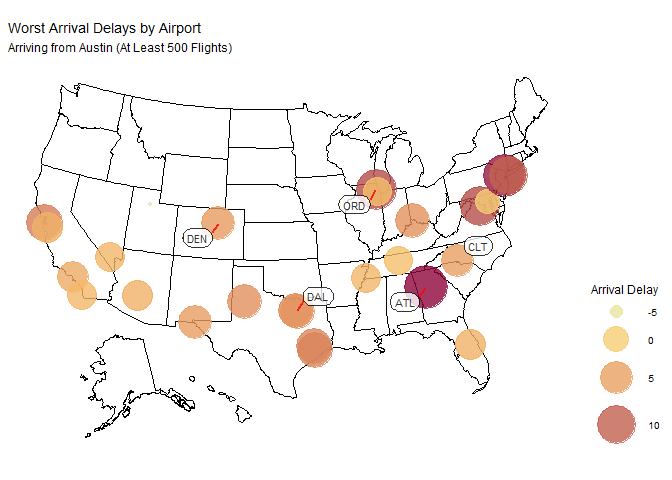 Worst Arrival Delays by Airport
Arriving from Austin (At Least 500 Flights)
ORD
DEN
CLT
DAL
ATL
Arrival Delay
-5
0
5
10